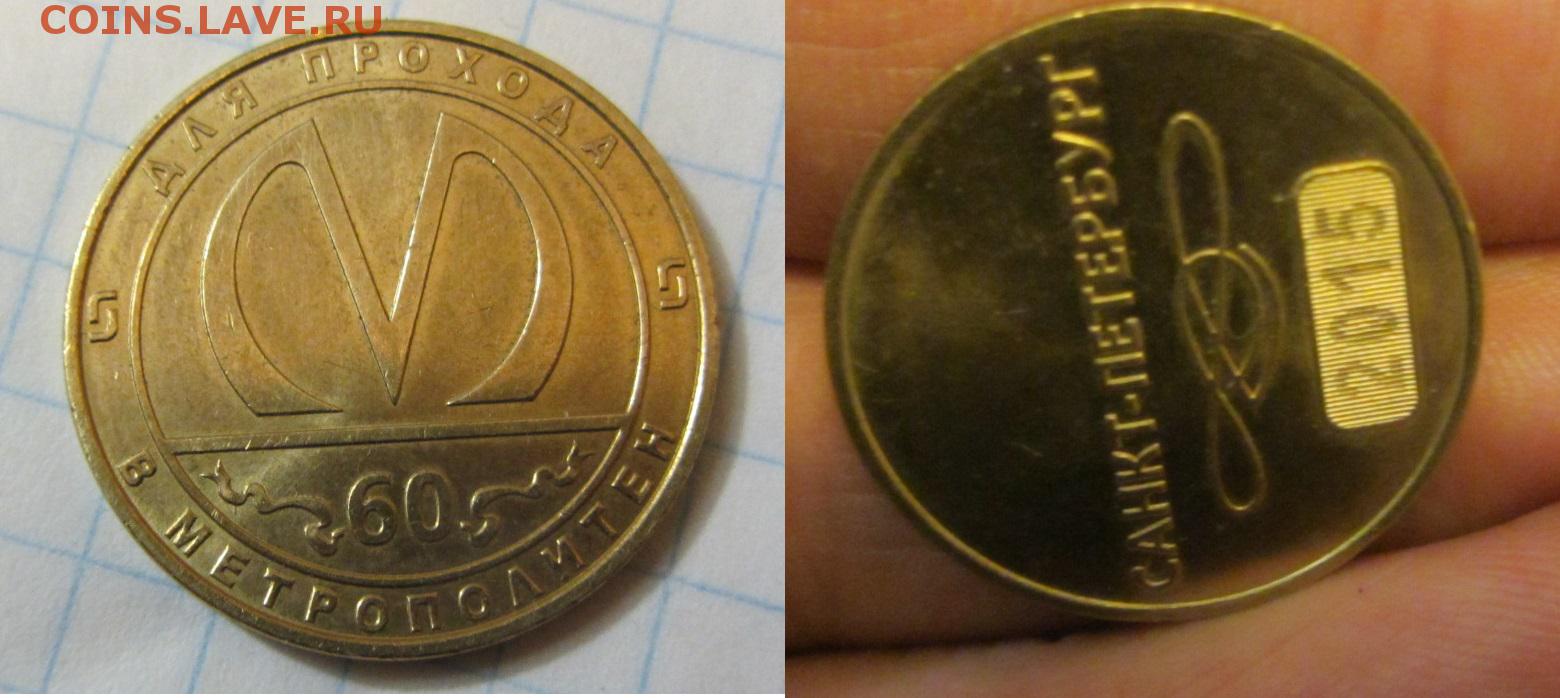 COINS.LAVE.RU
ДЛЯ ПРОХОДА
В МЕТРОПОЛИТЕН
60
САНКТ-ПЕТЕРБУРГ
2015